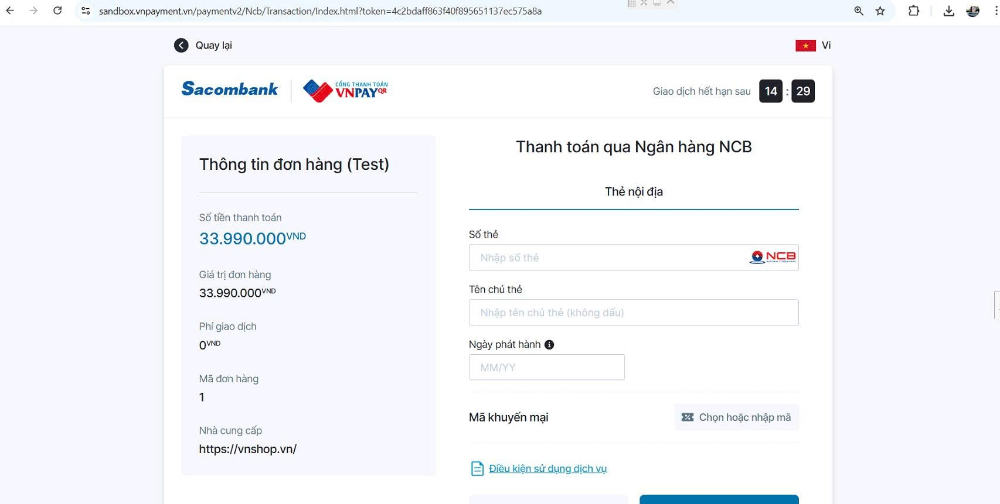 sandbox.vnpayment.vn/paymentv2/Ncb/Transaction/Index.html?token=4c2bdaff863f40f895651137ec575a8a
Quay lại
Vi
Sacombank
CỔNG THANH TOÁN
VNPAYQR
Giao dịch hết hạn sau 14 : 29
Thông tin đơn hàng (Test)
Số tiền thanh toán
33.990.000VND
Giá trị đơn hàng
33.990.000VND
Phí giao dịch
0VND
Mã đơn hàng
1
Nhà cung cấp
https://vnshop.vn/
Thanh toán qua Ngân hàng NCB
Thẻ nội địa
Số thẻ
Nhập số thẻ
NCB
Tên chủ thẻ
Nhập tên chủ thẻ (không dấu)
Ngày phát hành
MM/YY
Mã khuyến mại
Chọn hoặc nhập mã
Điều kiện sử dụng dịch vụ